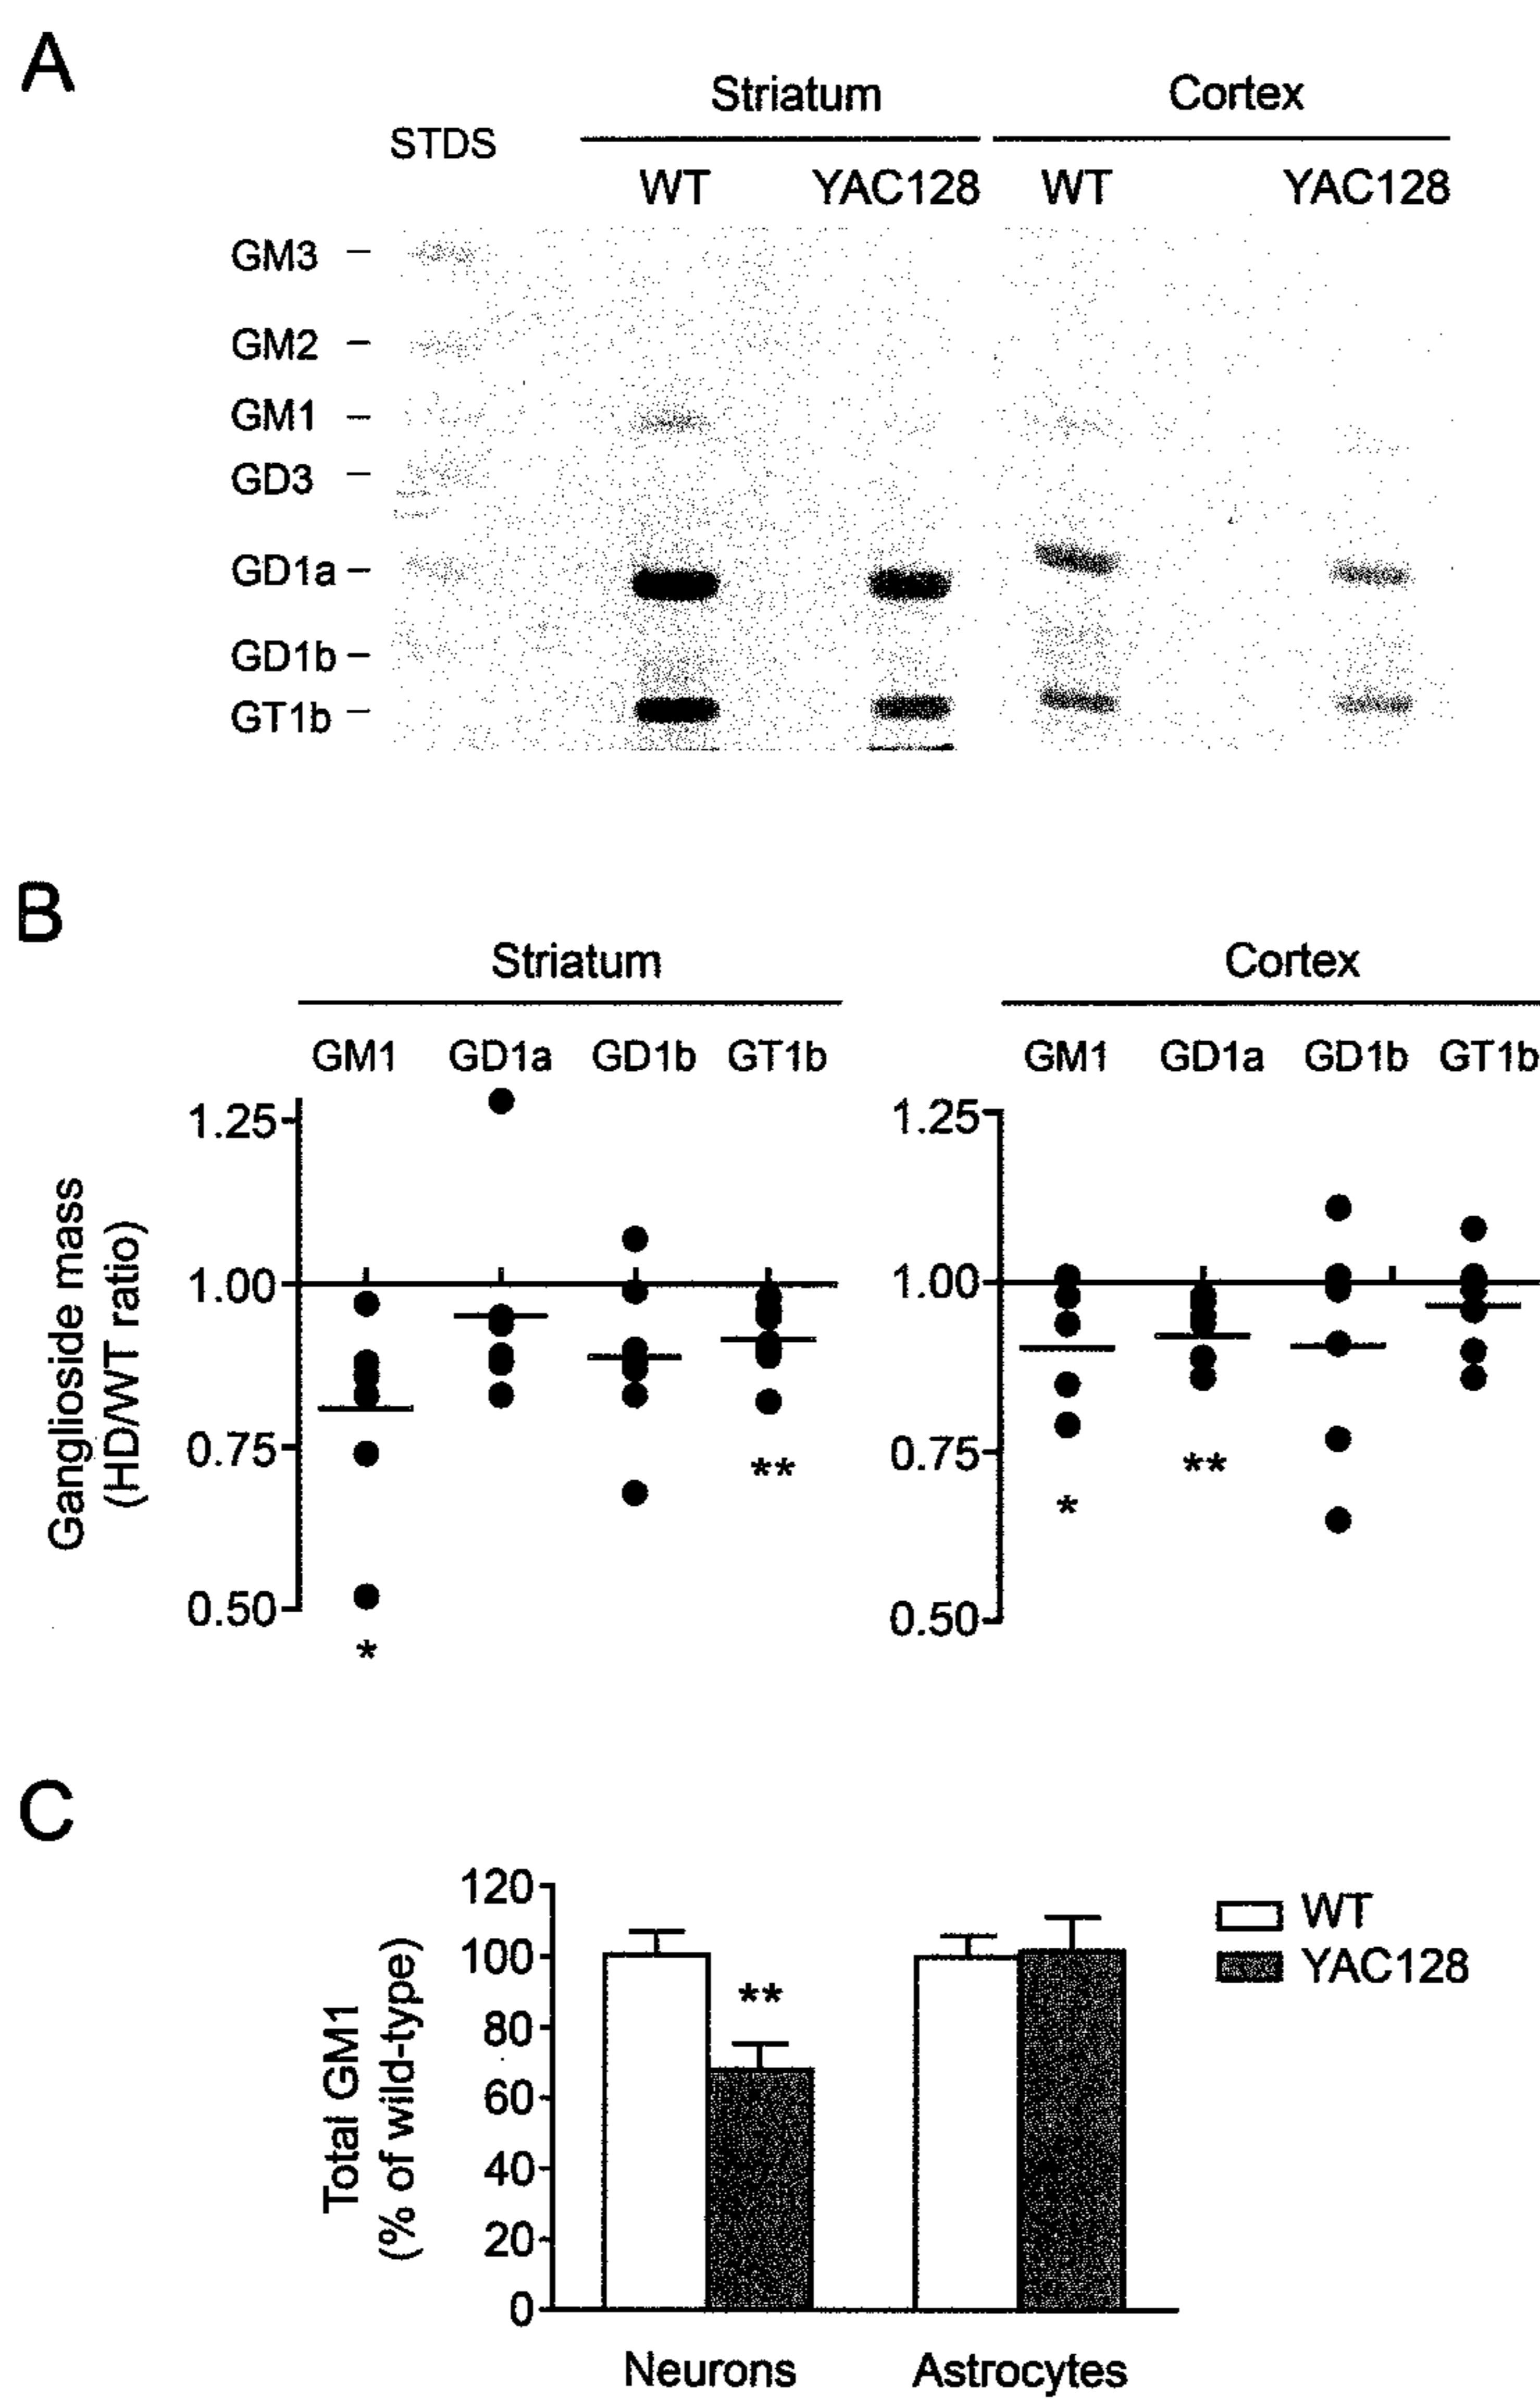 A
Striatum Cortex
STDS
WT YAC128 WT YAC128
GM3
GM2
GM1
GD3
GD1a
GD1b
GT1b
B
Striatum Cortex
GM1 GD1a GD1b GT1b GM1 GD1a GD1b GT1b
Ganglioside mass
(HD/WT ratio)
1.25 1.25
1.00 1.00
0.75 0.75
** **
*
0.50 0.50
*
C
Total GM1
(% of wild-type)
120
100
80
60
40
20
0
**
WT
YAC128
Neurons Astrocytes